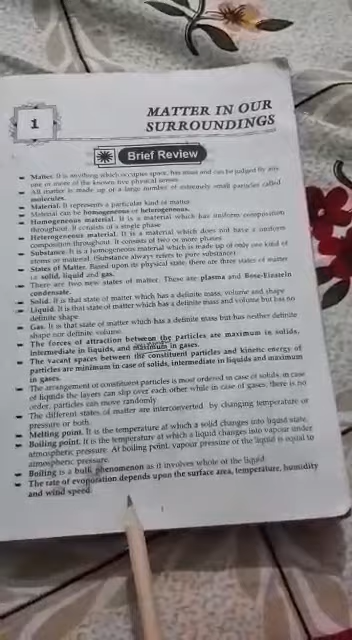 1
MATTER IN OUR
SURROUNDINGS
Brief Review
Matter. It is anything which occupies space, has mass and can be judged by any
one or more of the known five physical senses.
All matter is made up of a large number of extremely small particles called
molecules.
Material. It represents a particular kind of matter.
Material can be homogeneous or heterogeneous.
Homogeneous material. It is a material which has uniform composition
throughout. It consists of a single phase
Heterogeneous material. It is a material which does not have a uniform
composition throughout. It consists of two or more phases
Substance. It is a homogeneous material which is made up of only one kind of
atoms or material. (Substance always refers to pure substance)
States of Matter. Based upon its physical state, there are three states of matter
i.e. solid, liquid and gas.
There are two new states of matter. These are plasma and Bose-Einstein
condensate.
Solid. It is that state of matter which has a definite mass, volume and shape
Liquid. It is that state of matter which has a definite mass and volume but has no
definite shape
Gas. It is that state of matter which has a definite mass but has neither definite
shape nor definite volume.
The forces of attraction between the particles are maximum in solids,
intermediate in liquids, and in gases.
The vacant spaces between the constituent particles and kinetic energy of
particles are minimum in case of solids, intermediate in liquids and maximum
in gases.
The arrangement of constituent particles is most ordered in case of solids, in case
of liquids the layers can slip over each other while in case of gases, there is no
order, particles can move randomly
The different states of matter are interconverted by changing temperature or
pressure or both.
Melting point. It is the temperature at which a solid changes into liquid state.
Boiling point. It is the temperature at which a liquid changes into vapour under
atmospheric pressure. At boiling point, vapour pressure of the liquid is equal to
atmospheric pressure.
Boiling is a bulk phenomenon as it involves whole of the liquid.
The rate of evaporation depends upon the surface area, temperature, humidity
and wind speed.
1